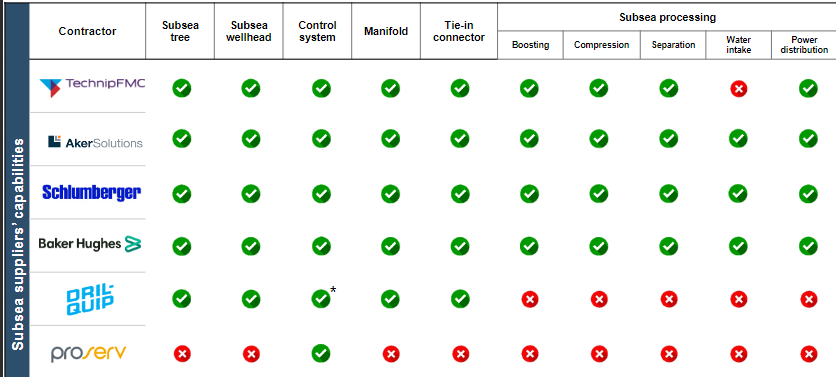 Contractor
Subsea
tree
Subsea
wellhead
Control
system
Manifold
Tie-in
connector
Subsea processing
Boosting
Compression
Separation
Water
intake
Power
distribution
Subsea suppliers' capabilities
TechnipFMC
AkerSolutions
Schlumberger
Baker Hughes
DRIL-
QUIP
*
proserv